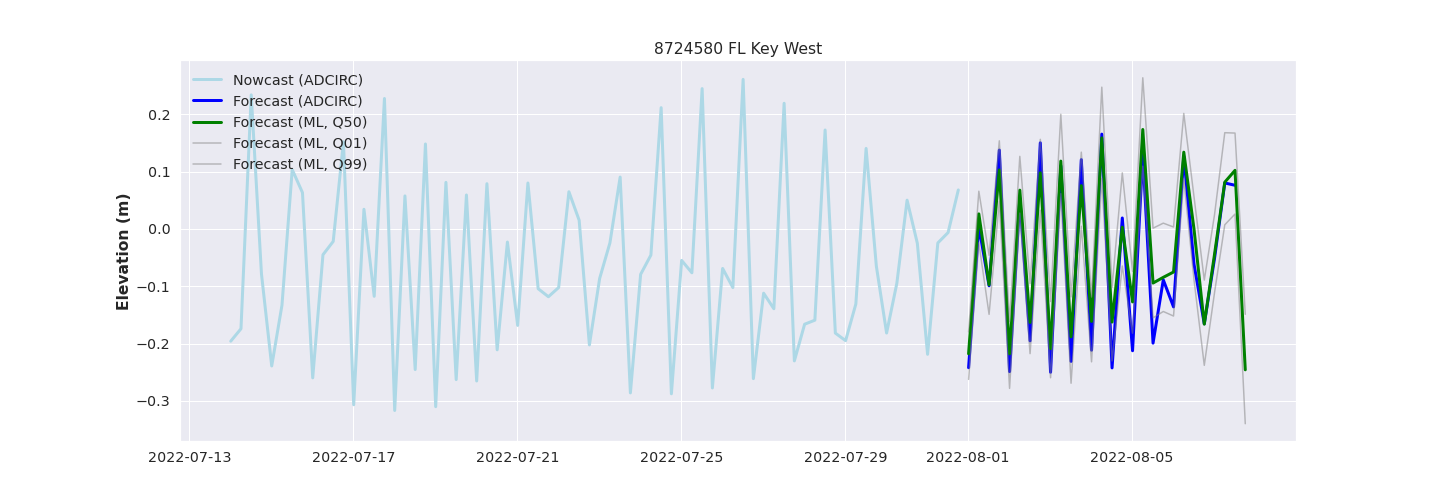 8724580 FL Key West
Nowcast (ADCIRC)
Forecast (ADCIRC)
Forecast (ML, Q50)
Forecast (ML, Q01)
Forecast (ML, Q99)
Elevation (m)
0.2
0.1
0.0
−0.1
−0.2
−0.3
2022-07-13
2022-07-17
2022-07-21
2022-07-25
2022-07-29
2022-08-01
2022-08-05